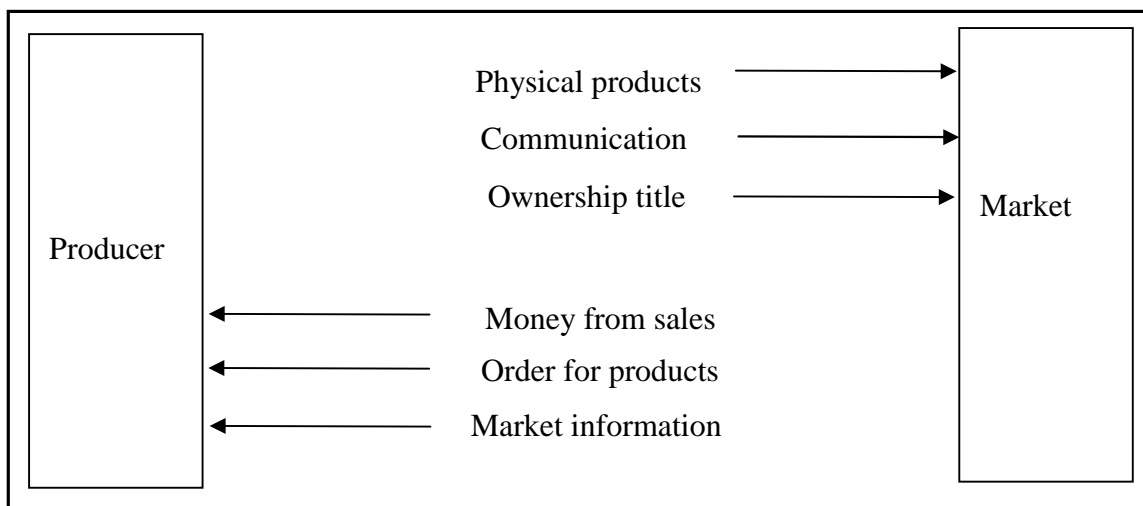 Physical products
Communication
Ownership title
Market
Producer
Money from sales
Order for products
Market information